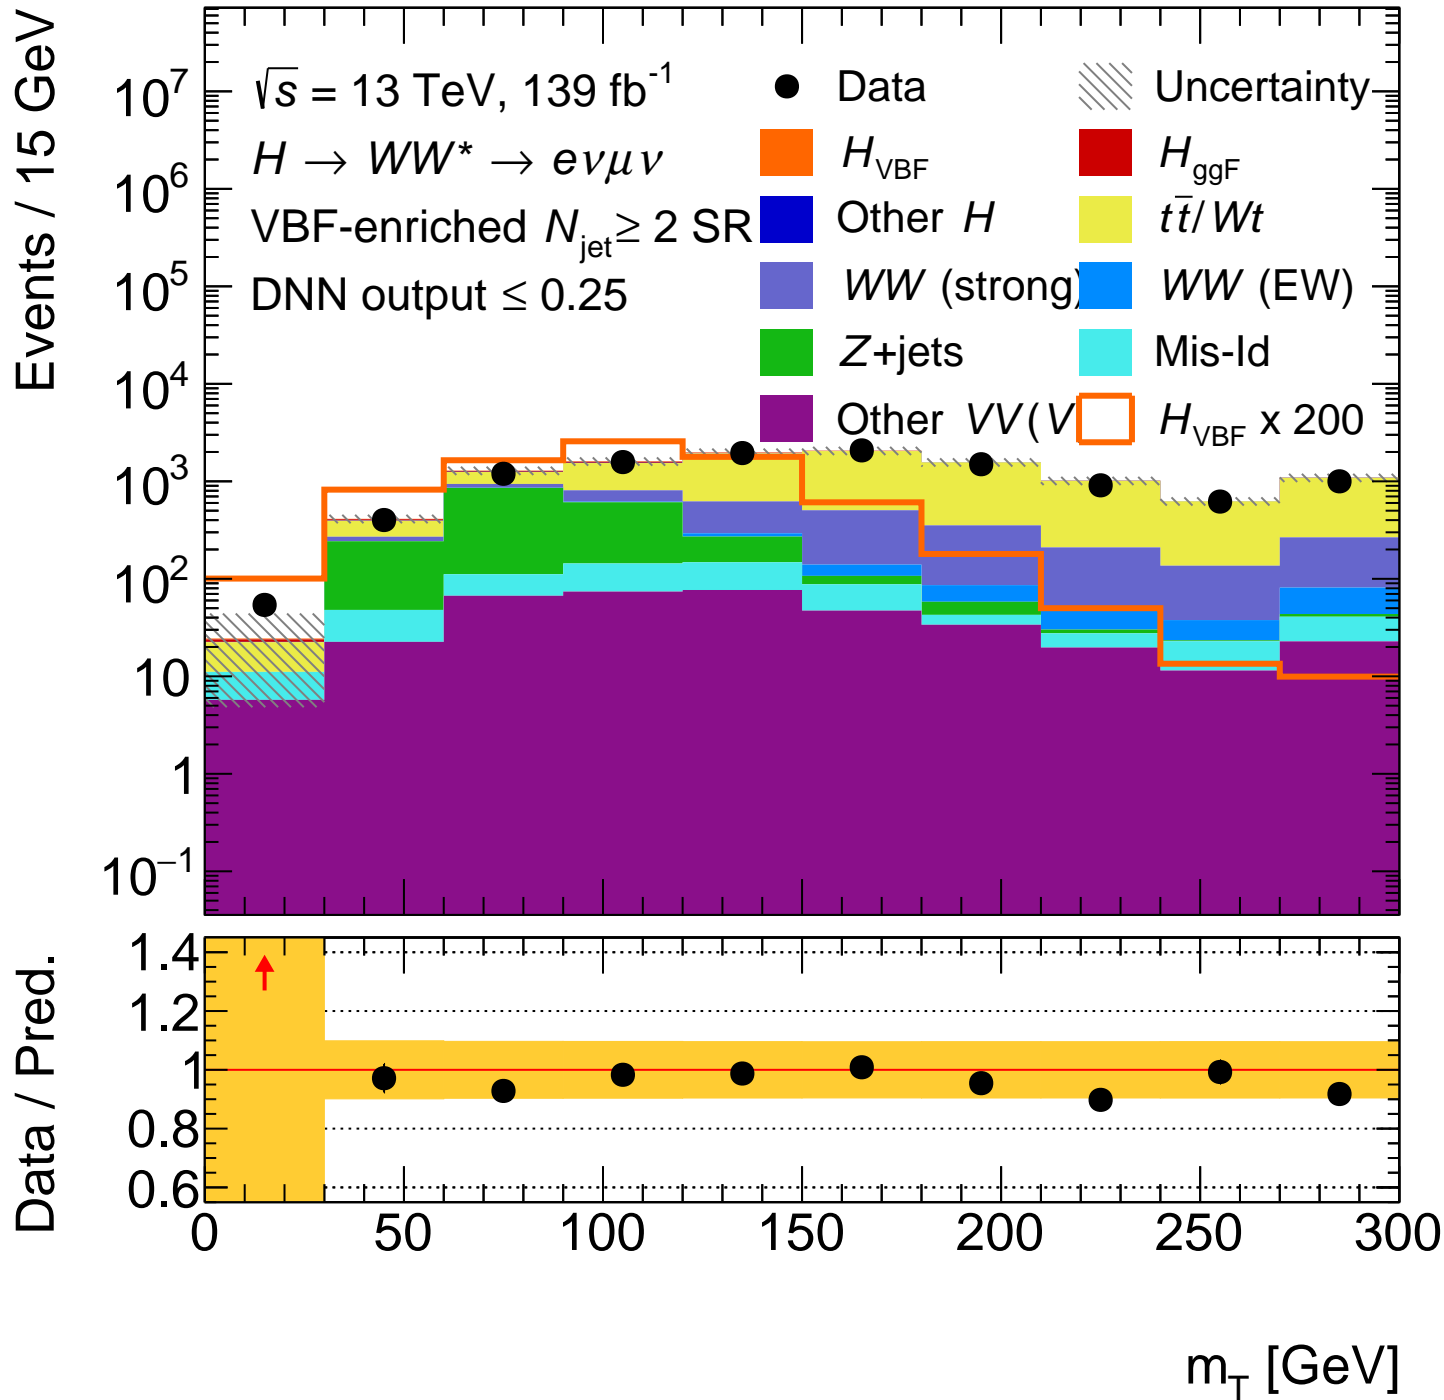 Events / 15 GeV
10⁷
10⁶
10⁵
10⁴
10³
10²
10
1
10⁻¹
√s = 13 TeV, 139 fb⁻¹
H → WW* → eνμν
VBF-enriched N_jet ≥ 2 SR
DNN output ≤ 0.25
Data
Uncertainty
H_VBF
H_ggF
Other H
tt̄/Wt
WW (strong)
WW (EW)
Z+jets
Mis-Id
Other VV(V
H_VBF x 200
Data / Pred.
1.4
1.2
1
0.8
0.6
0 50 100 150 200 250 300
m_T [GeV]